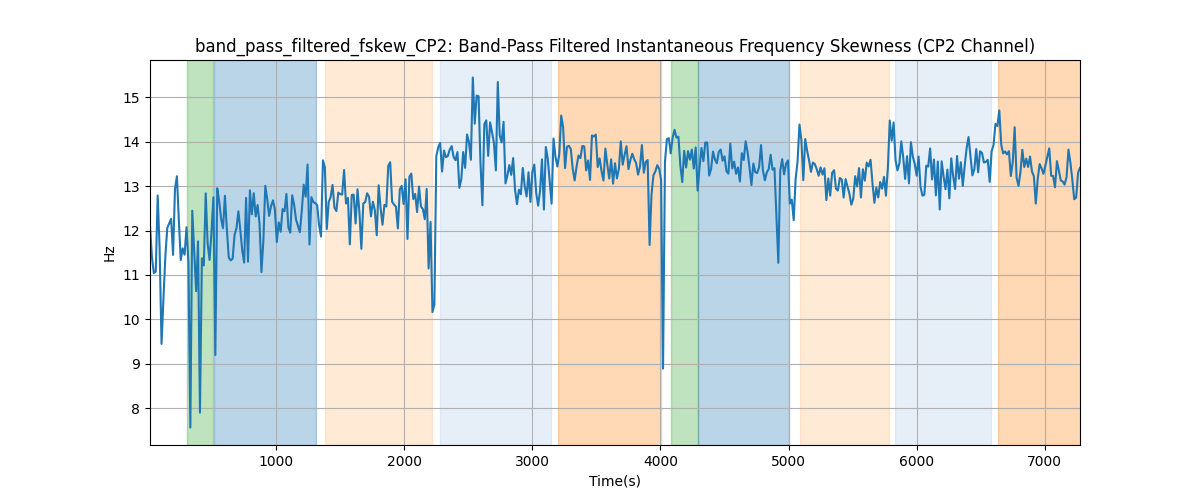 band_pass_filtered_fskew_CP2: Band-Pass Filtered Instantaneous Frequency Skewness (CP2 Channel)
Hz
15
14
13
12
11
10
9
8
1000 2000 3000 4000 5000 6000 7000
Time(s)